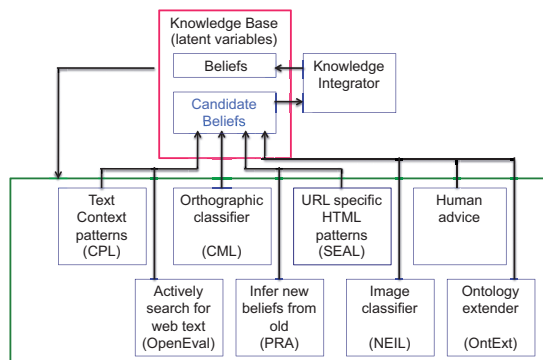 Knowledge Base
(latent variables)
Beliefs
Candidate
Beliefs
Knowledge
Integrator
Text
Context
patterns
(CPL)
Orthographic
classifier
(CML)
URL specific
HTML
patterns
(SEAL)
Human
advice
Actively
search for
web text
(OpenEval)
Infer new
beliefs from
old
(PRA)
Image
classifier
(NEIL)
Ontology
extender
(OntExt)